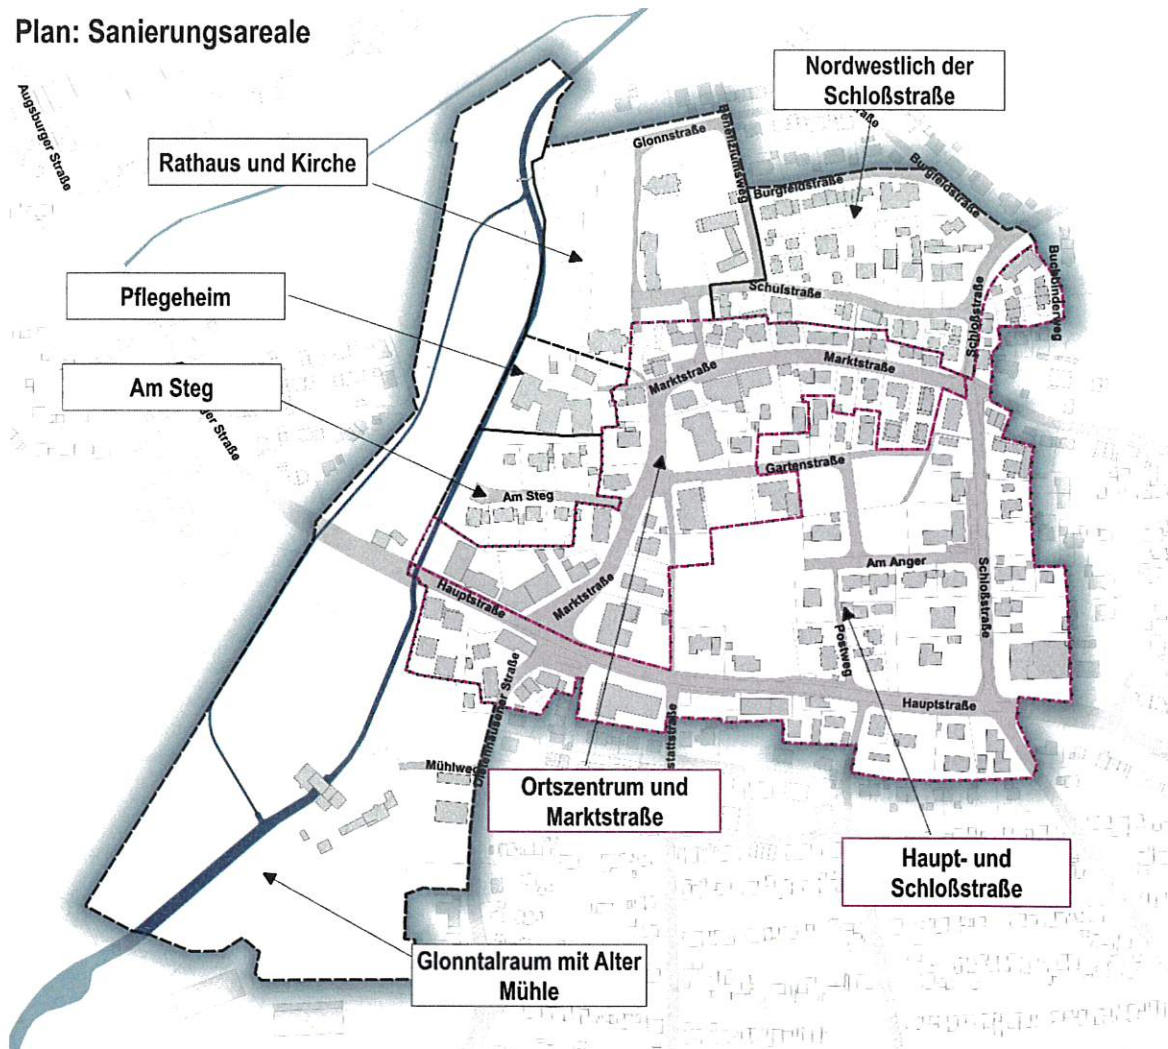 Plan: Sanierungsareale
Nordwestlich der
Schloßstraße
Augsburger Straße
Rathaus und Kirche
Glonnstraße
Burgfeldstraße
Burgfeldstraße
Pflegeheim
Schulstraße
Buchbinderweg
Schloßstraße
Am Steg
Marktstraße
Marktstraße
Gartenstraße
Am Steg
Am Anger
Schloßstraße
Hauptstraße
Marktstraße
Postweg
Hauptstraße
Mühlweg
Ortszentrum und
Marktstraße
Haupt- und
Schloßstraße
Glonntalraum mit Alter
Mühle